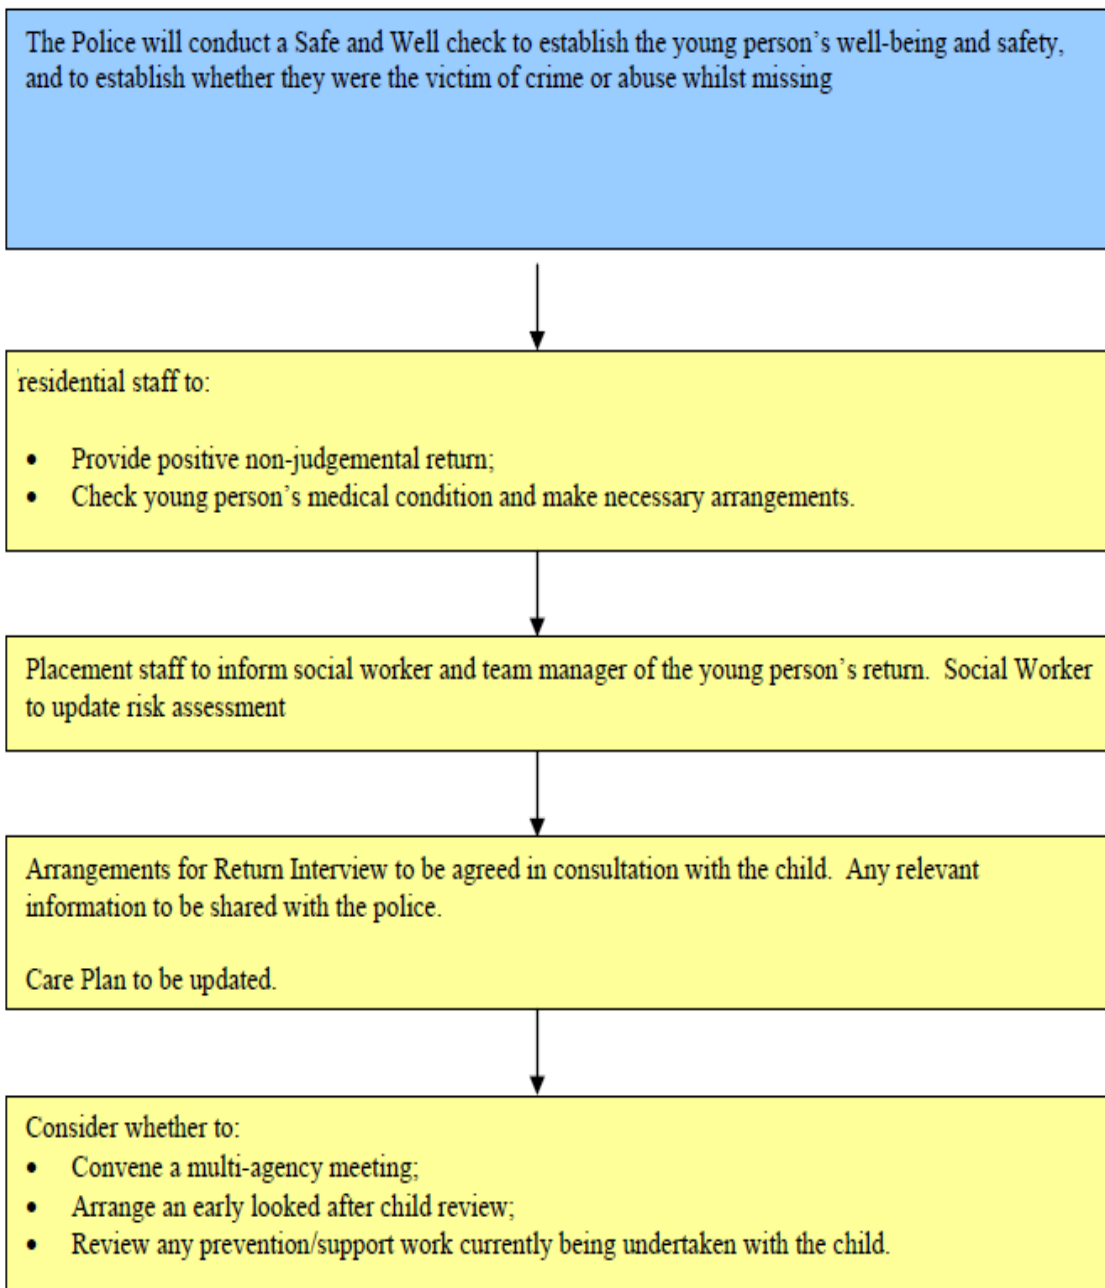 The Police will conduct a Safe and Well check to establish the young person’s well-being and safety,
and to establish whether they were the victim of crime or abuse whilst missing
residential staff to:
• Provide positive non-judgemental return;
• Check young person’s medical condition and make necessary arrangements.
Placement staff to inform social worker and team manager of the young person’s return. Social Worker
to update risk assessment
Arrangements for Return Interview to be agreed in consultation with the child. Any relevant
information to be shared with the police.
Care Plan to be updated.
Consider whether to:
• Convene a multi-agency meeting;
• Arrange an early looked after child review;
• Review any prevention/support work currently being undertaken with the child.